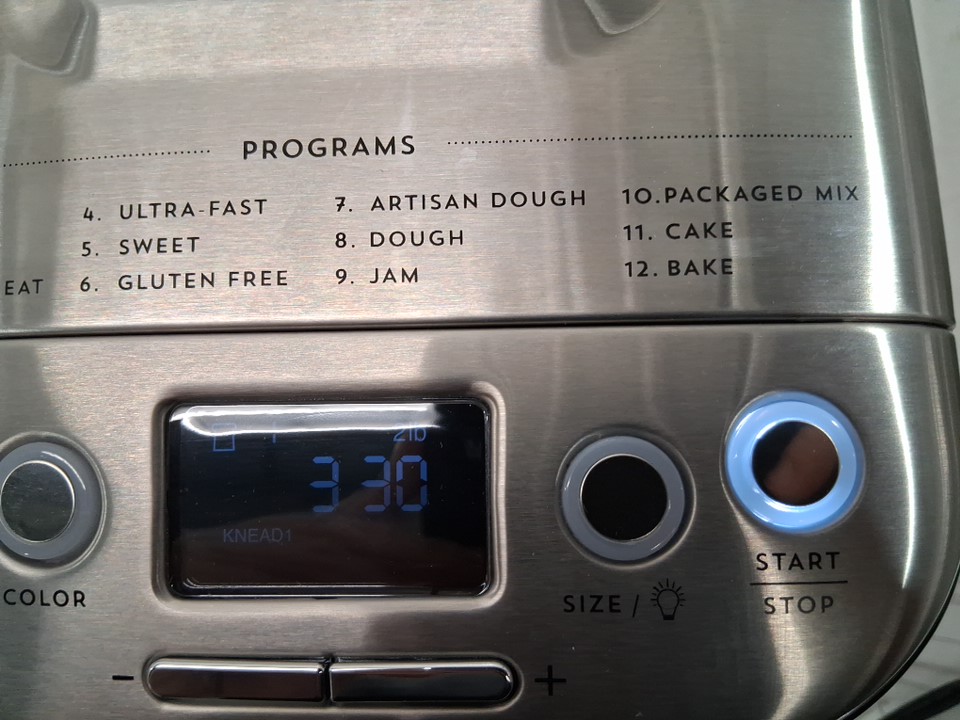 PROGRAMS
4. ULTRA-FAST
5. SWEET
EAT 6. GLUTEN FREE
7. ARTISAN DOUGH
8. DOUGH
9. JAM
10. PACKAGED MIX
11. CAKE
12. BAKE
1 2lb
3 30
KNEAD1
COLOR
SIZE /
START
STOP
- +